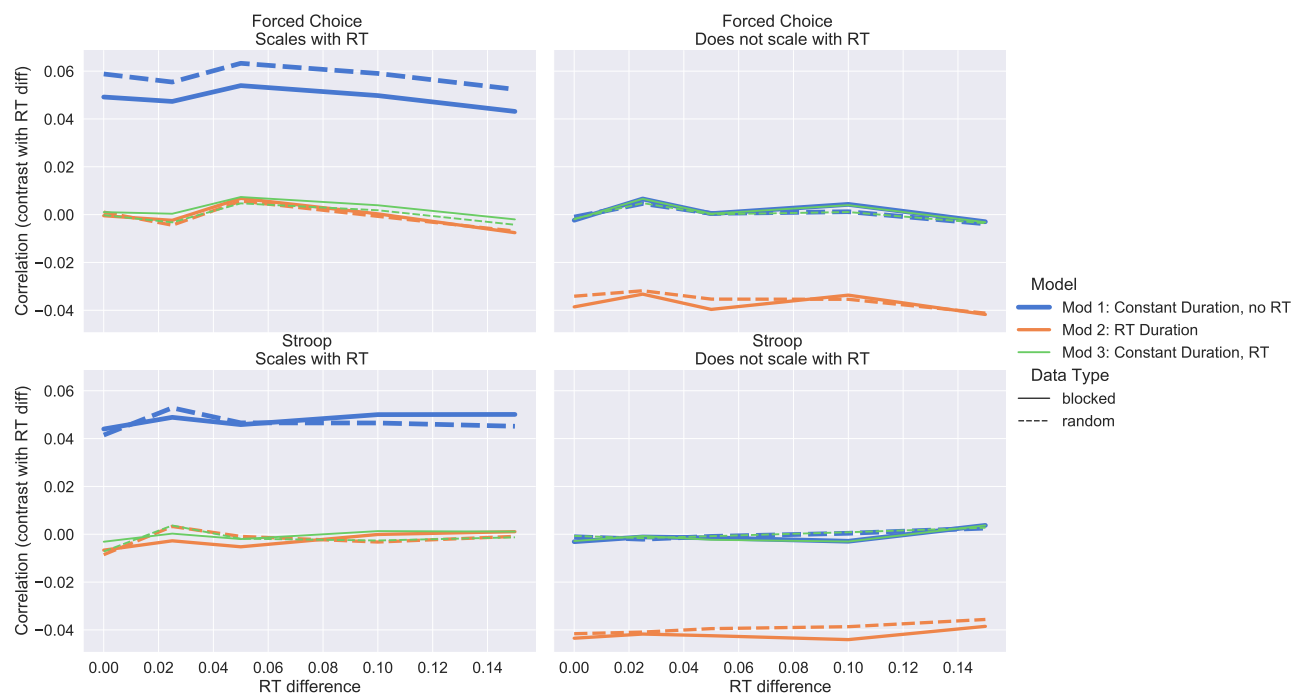 Forced Choice
Scales with RT
Forced Choice
Does not scale with RT
Correlation (contrast with RT diff)
0.06
0.04
0.02
0.00
−0.02
−0.04
Stroop
Scales with RT
Stroop
Does not scale with RT
Correlation (contrast with RT diff)
0.06
0.04
0.02
0.00
−0.02
−0.04
0.00 0.02 0.04 0.06 0.08 0.10 0.12 0.14
RT difference
0.00 0.02 0.04 0.06 0.08 0.10 0.12 0.14
RT difference
Model
Mod 1: Constant Duration, no RT
Mod 2: RT Duration
Mod 3: Constant Duration, RT
Data Type
blocked
random